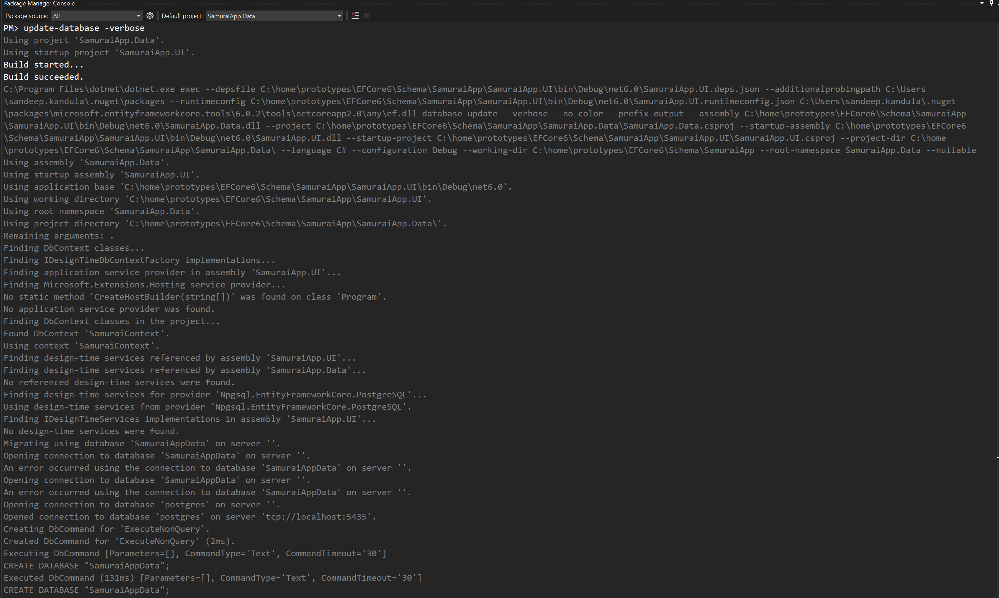 Package Manager Console
Package source: All Default project: SamuraiApp.Data
PM> update-database -verbose
Using project 'SamuraiApp.Data'.
Using startup project 'SamuraiApp.UI'.
Build started...
Build succeeded.
C:\Program Files\dotnet\dotnet.exe exec --depsfile C:\home\prototypes\EFCore6\Schema\SamuraiApp\SamuraiApp.UI\bin\Debug\net6.0\SamuraiApp.UI.deps.json --additionalprobingpath C:\Users
\sandeep.kandula\.nuget\packages --runtimeconfig C:\home\prototypes\EFCore6\Schema\SamuraiApp\SamuraiApp.UI\bin\Debug\net6.0\SamuraiApp.UI.runtimeconfig.json C:\Users\sandeep.kandula\.nuget
\packages\microsoft.entityframeworkcore.tools\6.0.2\tools\netcoreapp2.0\any\ef.dll database update --verbose --no-color --prefix-output --assembly C:\home\prototypes\EFCore6\Schema\SamuraiApp
\SamuraiApp.UI\bin\Debug\net6.0\SamuraiApp.Data.dll --project C:\home\prototypes\EFCore6\Schema\SamuraiApp\SamuraiApp.Data\SamuraiApp.Data.csproj --startup-assembly C:\home\prototypes\EFCore6
\Schema\SamuraiApp\SamuraiApp.UI\bin\Debug\net6.0\SamuraiApp.UI.dll --startup-project C:\home\prototypes\EFCore6\Schema\SamuraiApp\SamuraiApp.UI\SamuraiApp.UI.csproj --project-dir C:\home
\prototypes\EFCore6\Schema\SamuraiApp\SamuraiApp.Data\ --language C# --configuration Debug --working-dir C:\home\prototypes\EFCore6\Schema\SamuraiApp --root-namespace SamuraiApp.Data --nullable
Using assembly 'SamuraiApp.Data'.
Using startup assembly 'SamuraiApp.UI'.
Using application base 'C:\home\prototypes\EFCore6\Schema\SamuraiApp\SamuraiApp.UI\bin\Debug\net6.0'.
Using working directory 'C:\home\prototypes\EFCore6\Schema\SamuraiApp\SamuraiApp.UI'.
Using root namespace 'SamuraiApp.Data'.
Using project directory 'C:\home\prototypes\EFCore6\Schema\SamuraiApp\SamuraiApp.Data\'.
Remaining arguments: .
Finding DbContext classes...
Finding IDesignTimeDbContextFactory implementations...
Finding application service provider in assembly 'SamuraiApp.UI'...
Finding Microsoft.Extensions.Hosting service provider...
No static method 'CreateHostBuilder(string[])' was found on class 'Program'.
No application service provider was found.
Finding DbContext classes in the project...
Found DbContext 'SamuraiContext'.
Using context 'SamuraiContext'.
Finding design-time services referenced by assembly 'SamuraiApp.UI'...
Finding design-time services referenced by assembly 'SamuraiApp.Data'...
No referenced design-time services were found.
Finding design-time services for provider 'Npgsql.EntityFrameworkCore.PostgreSQL'...
Using design-time services from provider 'Npgsql.EntityFrameworkCore.PostgreSQL'.
Finding IDesignTimeServices implementations in assembly 'SamuraiApp.UI'...
No design-time services were found.
Migrating using database 'SamuraiAppData' on server ''.
Opening connection to database 'SamuraiAppData' on server ''.
An error occurred using the connection to database 'SamuraiAppData' on server ''.
Opening connection to database 'SamuraiAppData' on server ''.
An error occurred using the connection to database 'SamuraiAppData' on server ''.
Opening connection to database 'postgres' on server ''.
Opened connection to database 'postgres' on server 'tcp://localhost:5435'.
Creating DbCommand for 'ExecuteNonQuery'.
Created DbCommand for 'ExecuteNonQuery' (2ms).
Executing DbCommand [Parameters=[], CommandType='Text', CommandTimeout='30']
CREATE DATABASE "SamuraiAppData";
Executed DbCommand (131ms) [Parameters=[], CommandType='Text', CommandTimeout='30']
CREATE DATABASE "SamuraiAppData";